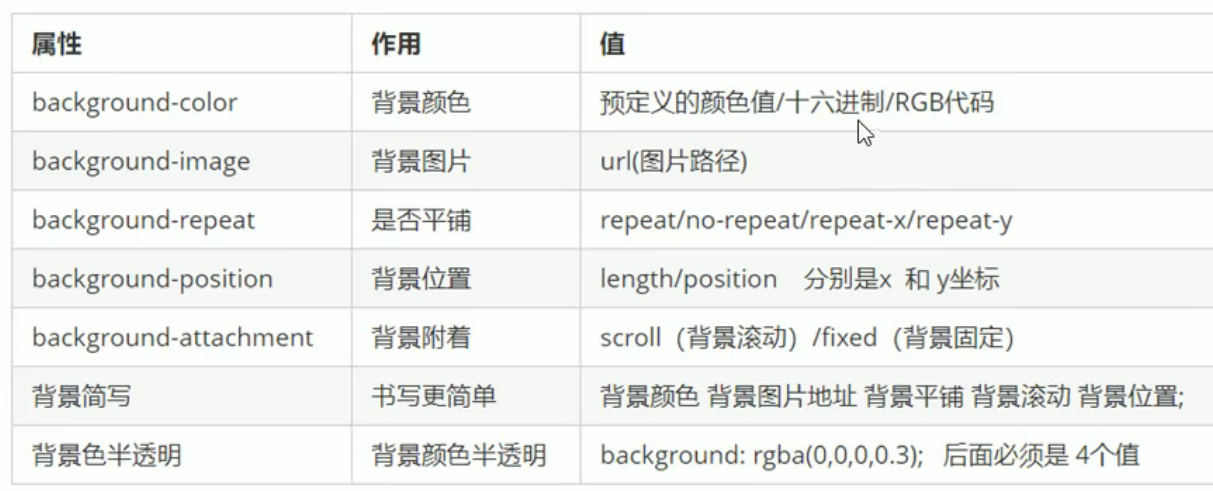 属性 作用 值
background-color 背景颜色 预定义的颜色值/十六进制/RGB代码
background-image 背景图片 url(图片路径)
background-repeat 是否平铺 repeat/no-repeat/repeat-x/repeat-y
background-position 背景位置 length/position 分别是x 和 y坐标
background-attachment 背景附着 scroll（背景滚动）/fixed（背景固定）
背景简写 书写更简单 背景颜色 背景图片地址 背景平铺 背景滚动 背景位置;
背景色半透明 背景颜色半透明 background: rgba(0,0,0,0.3); 后面必须是 4个值